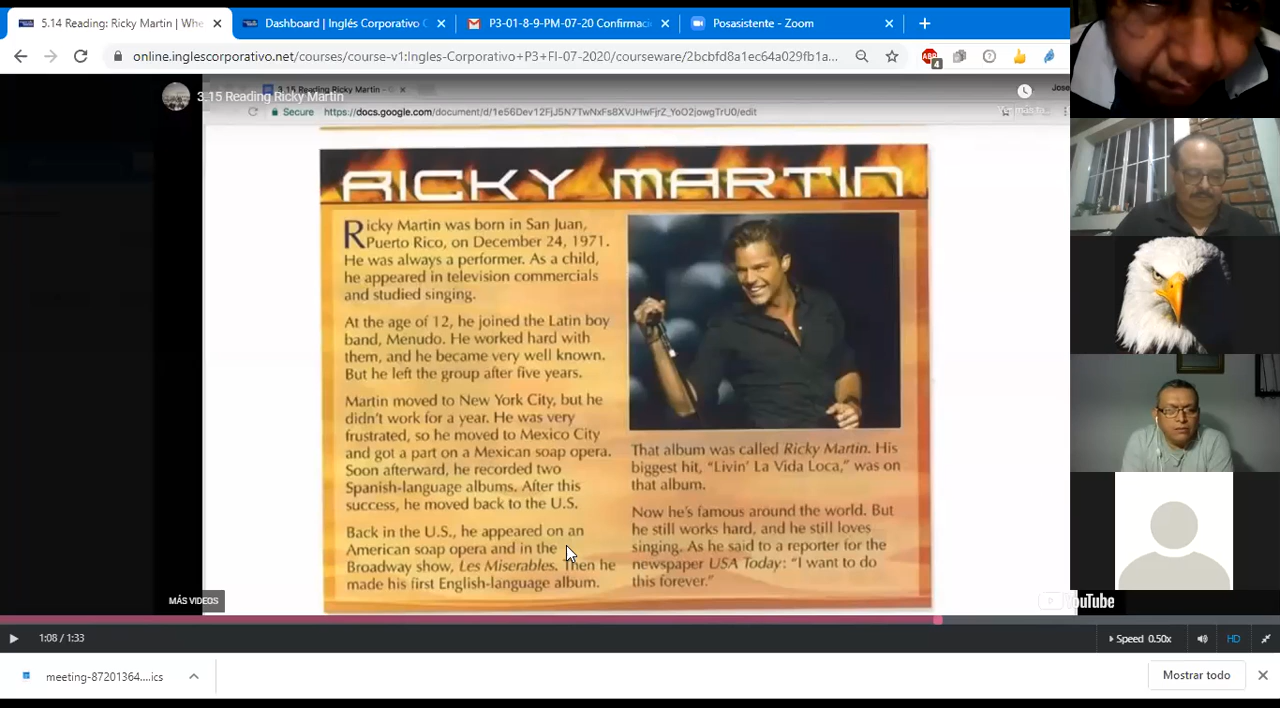 5.14 Reading: Ricky Martin | Whe
Dashboard | Inglés Corporativo C
P3-01-8-9-PM-07-20 Confirmaci
Posasistente - Zoom
online.inglescorporativo.net/courses/course-v1:Ingles-Corporativo+P3+FI-07-2020/courseware/2bcbfd8a1ec64a029fb1a...
ABP
4
3_15 Reading Ricky Martin
3.15 Reading Ricky Martin -
Jose
Secure
https://docs.google.com/document/d/1e56Dev12FjJ5N7TwNxFs8XVJHwFjrZ_YoO2jowgTrU0/edit
RICKY MARTIN
Ricky Martin was born in San Juan,
Puerto Rico, on December 24, 1971.
He was always a performer. As a child,
he appeared in television commercials
and studied singing.
At the age of 12, he joined the Latin boy
band, Menudo. He worked hard with
them, and he became very well known.
But he left the group after five years.
Martin moved to New York City, but he
didn't work for a year. He was very
frustrated, so he moved to Mexico City
and got a part on a Mexican soap opera.
Soon afterward, he recorded two
Spanish-language albums. After this
success, he moved back to the U.S.
Back in the U.S., he appeared on an
American soap opera and in the
Broadway show, Les Miserables. Then he
made his first English-language album.
That album was called Ricky Martin. His
biggest hit, "Livin' La Vida Loca," was on
that album.
Now he's famous around the world. But
he still works hard, and he still loves
singing. As he said to a reporter for the
newspaper USA Today: "I want to do
this forever."
MÁS VIDEOS
YouTube
1:08 / 1:33
Speed 0.50x
HD
meeting-87201364....ics
Mostrar todo